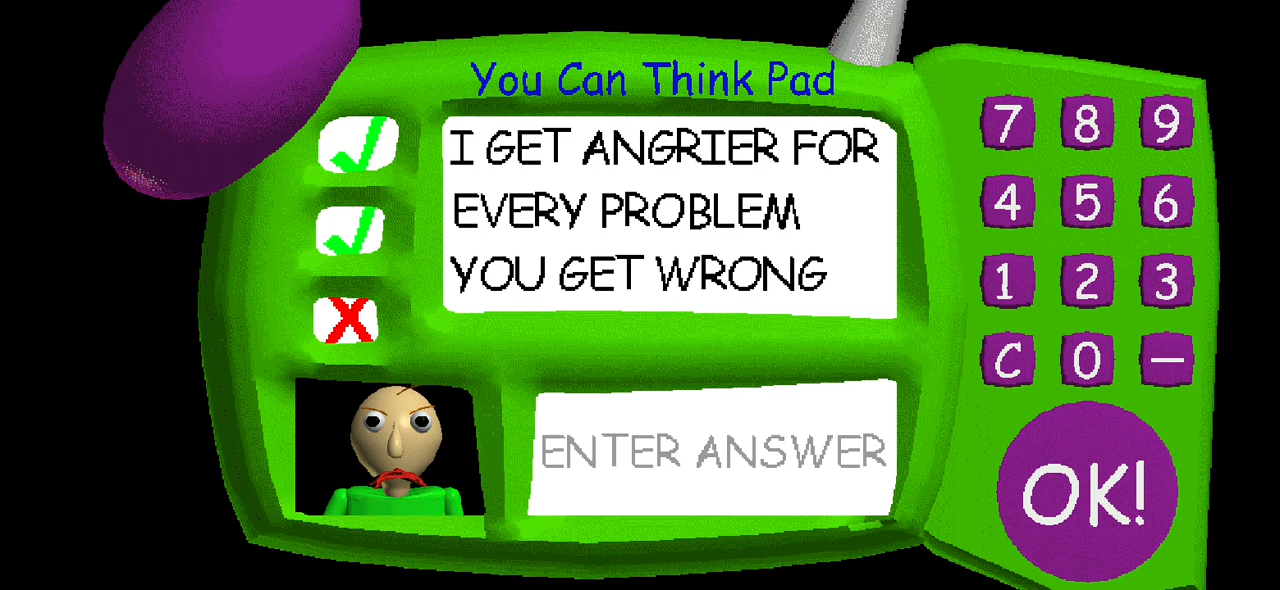 You Can Think Pad
I GET ANGRIER FOR
EVERY PROBLEM
YOU GET WRONG
ENTER ANSWER
7 8 9
4 5 6
1 2 3
C 0 —
OK!